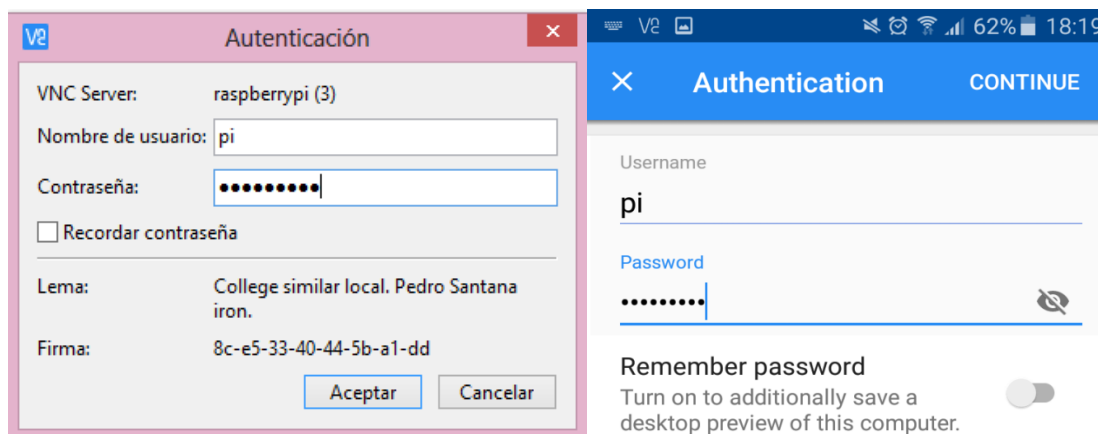 Autenticación
VNC Server: raspberrypi (3)
Nombre de usuario: pi
Contraseña: •••••••••
Recordar contraseña
Lema: College similar local. Pedro Santana
iron.
Firma: 8c-e5-33-40-44-5b-a1-dd
Aceptar Cancelar
62% 18:19
Authentication CONTINUE
Username
pi
Password
•••••••••
Remember password
Turn on to additionally save a
desktop preview of this computer.